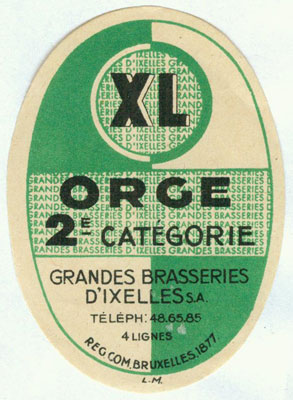 XL
ORGE
2E CATÉGORIE
GRANDES BRASSERIES
D'IXELLES S.A.
TÉLÉPH: 48.65.85
4 LIGNES
REG.COM.BRUXELLES.1877
L.M.